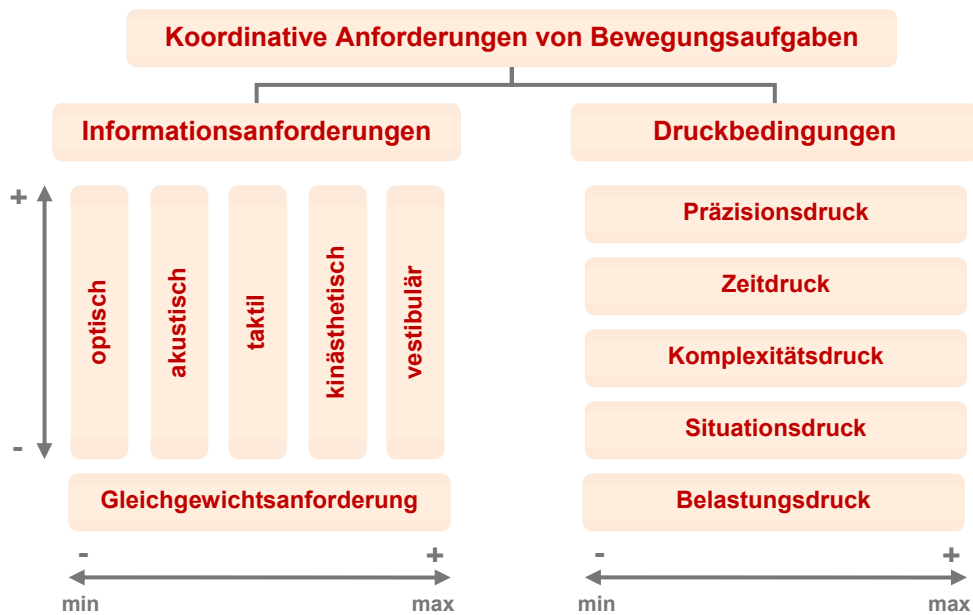 Koordinative Anforderungen von Bewegungsaufgaben
Informationsanforderungen
Druckbedingungen
+
-
optisch
akustisch
taktil
kinästhetisch
vestibulär
Gleichgewichtsanforderung
- +
min max
Präzisionsdruck
Zeitdruck
Komplexitätsdruck
Situationsdruck
Belastungsdruck
- +
min max